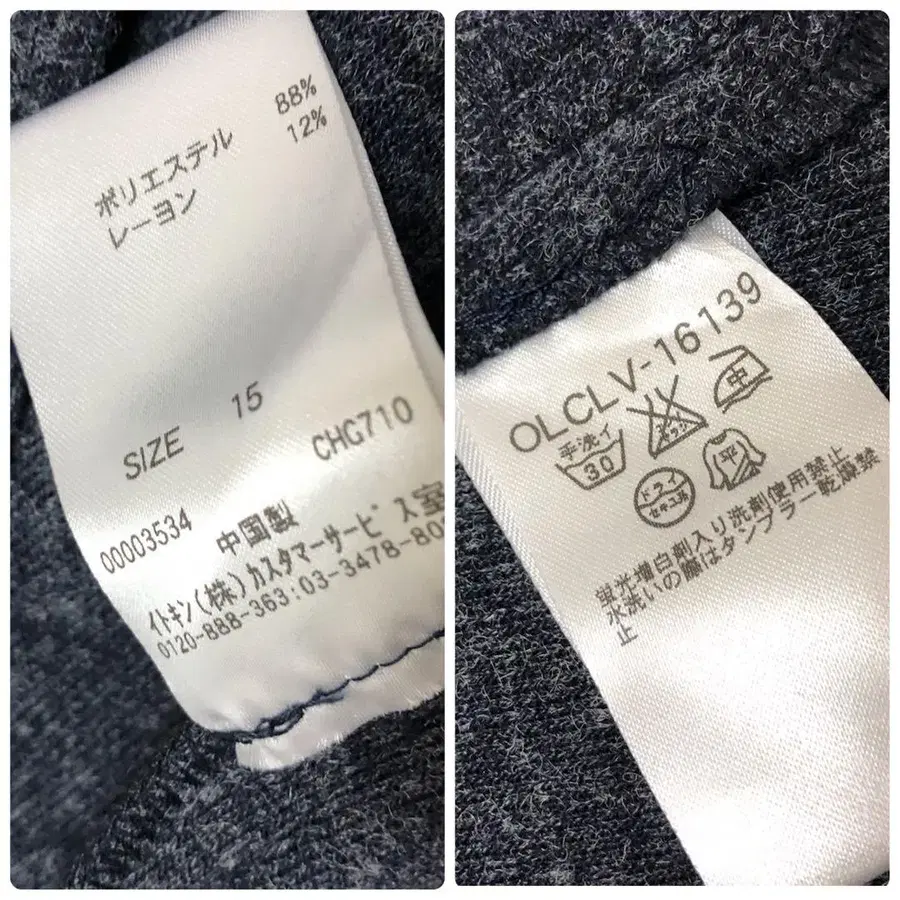 ポリエステル 88%
レーヨン 12%
SIZE 15
00003534 CHG710
中国製
イトキン(株)カスタマーサービス室
0120-888-363:03-3478-80
OLCLV-16139
手洗イ
30
中
ドライ
セキユ系
平
蛍光増白剤入り洗剤使用禁止
水洗いの際はタンブラー乾燥禁
止